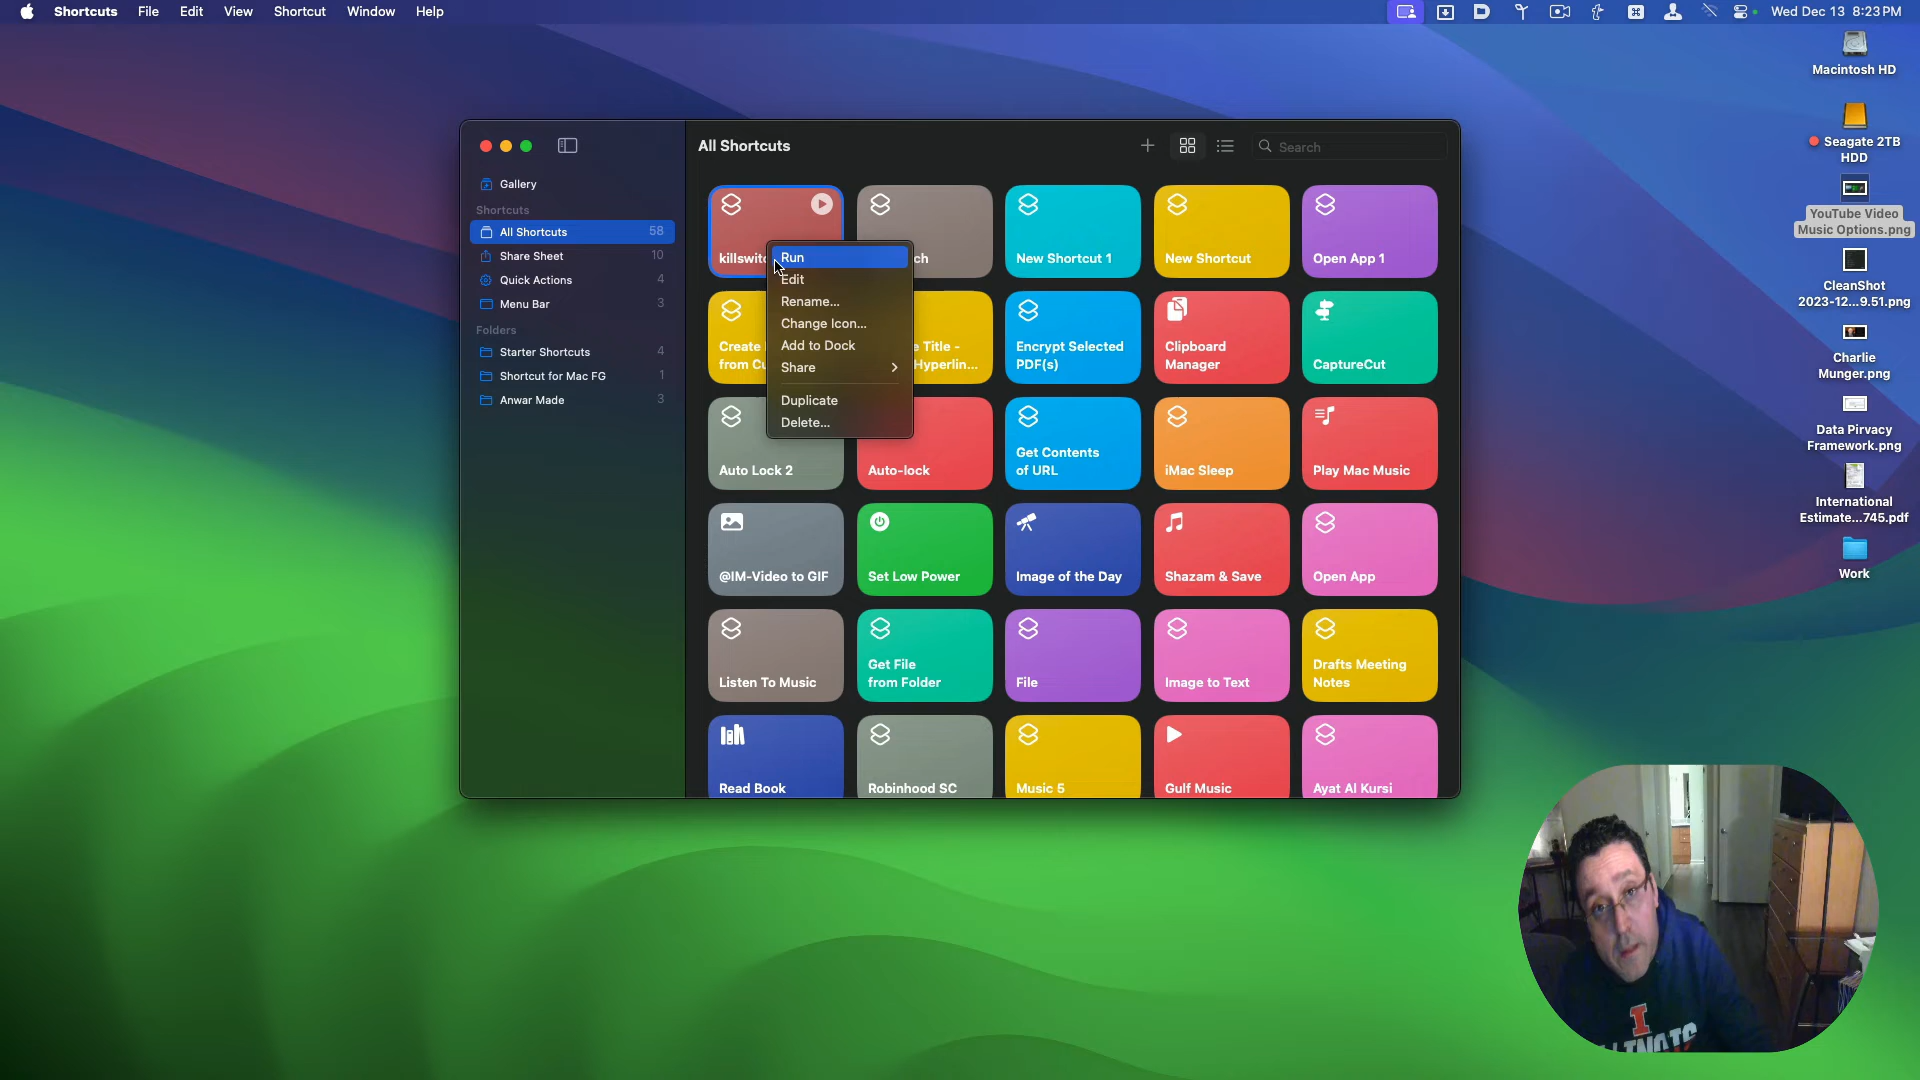 Shortcuts File Edit View Shortcut Window Help
Wed Dec 13 8:23 PM
Macintosh HD
Seagate 2TB
HDD
YouTube Video
Music Options.png
CleanShot
2023-12...9.51.png
Charlie
Munger.png
Data Pirvacy
Framework.png
International
Estimate...745.pdf
Work
Gallery
Shortcuts
All Shortcuts 58
Share Sheet 10
Quick Actions 4
Menu Bar 3
Folders
Starter Shortcuts 4
Shortcut for Mac FG 1
Anwar Made 3
All Shortcuts
Search
killswitc
ch
New Shortcut 1
New Shortcut
Open App 1
Run
Edit
Rename...
Change Icon...
Add to Dock
Share
Duplicate
Delete...
Create
from Cu
e Title -
Hyperlin...
Encrypt Selected
PDF(s)
Clipboard
Manager
CaptureCut
Auto Lock 2
Auto-lock
Get Contents
of URL
iMac Sleep
Play Mac Music
@IM-Video to GIF
Set Low Power
Image of the Day
Shazam & Save
Open App
Listen To Music
Get File
from Folder
File
Image to Text
Drafts Meeting
Notes
Read Book
Robinhood SC
Music 5
Gulf Music
Ayat Al Kursi
I